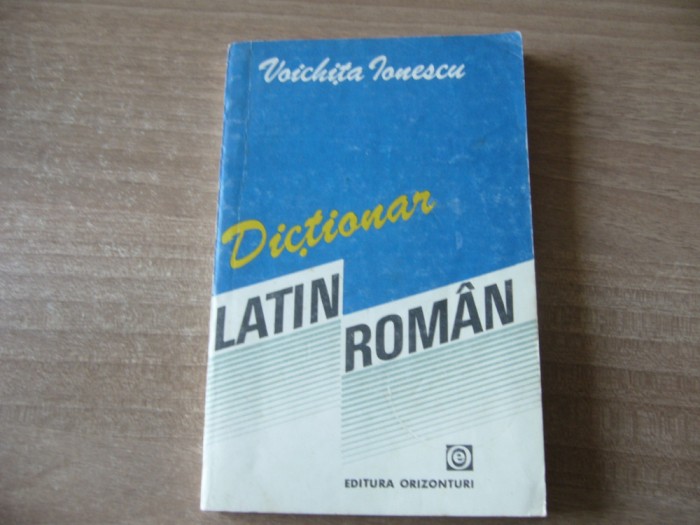 Voichița Ionescu
Dicționar
LATIN
ROMÂN
e
EDITURA ORIZONTURI